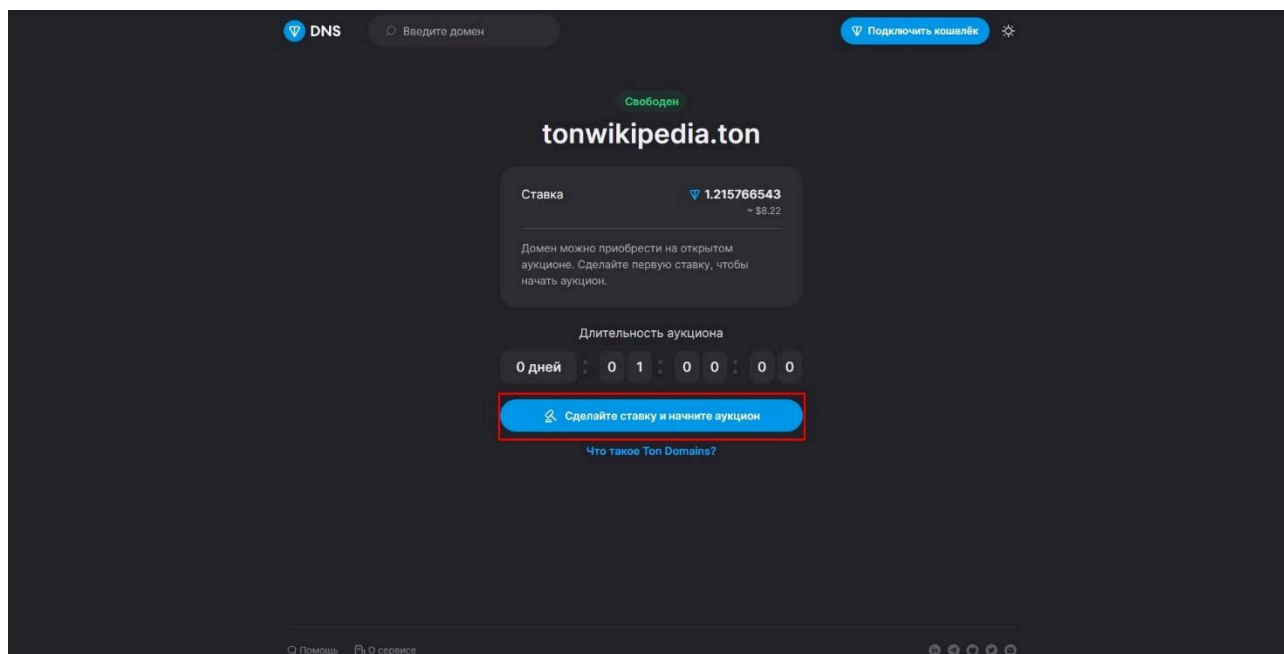 DNS
Введите домен
Подключить кошелёк
Свободен
tonwikipedia.ton
Ставка
1.215766543
~ $8.22
Домен можно приобрести на открытом
аукционе. Сделайте первую ставку, чтобы
начать аукцион.
Длительность аукциона
0 дней : 0 1 : 0 0 : 0 0
Сделайте ставку и начните аукцион
Что такое Ton Domains?
Помощь
О сервисе